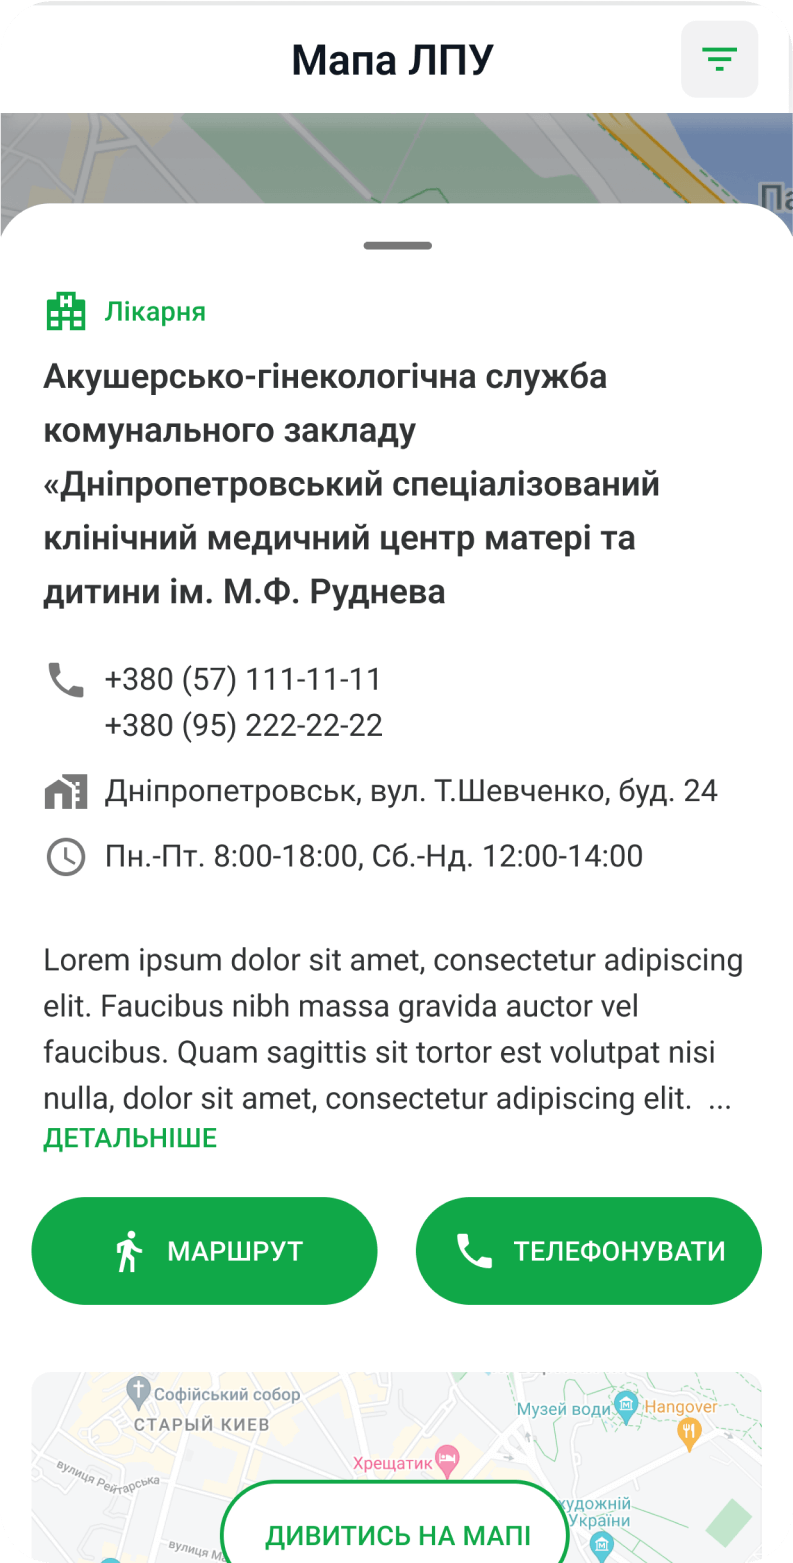 Мапа ЛПУ
Лікарня
Акушерсько-гінекологічна служба
комунального закладу
«Дніпропетровський спеціалізований
клінічний медичний центр матері та
дитини ім. М.Ф. Руднева
+380 (57) 111-11-11
+380 (95) 222-22-22
Дніпропетровськ, вул. Т.Шевченко, буд. 24
Пн.-Пт. 8:00-18:00, Сб.-Нд. 12:00-14:00
Lorem ipsum dolor sit amet, consectetur adipiscing
elit. Faucibus nibh massa gravida auctor vel
faucibus. Quam sagittis sit tortor est volutpat nisi
nulla, dolor sit amet, consectetur adipiscing elit. ...
ДЕТАЛЬНІШЕ
МАРШРУТ
ТЕЛЕФОНУВАТИ
Софійський собор
СТАРЫЙ КИЕВ
Музей води
Hangover
Хрещатик
вулиця Рейтарська
України
вулиця
ДИВИТИСЬ НА МАПІ